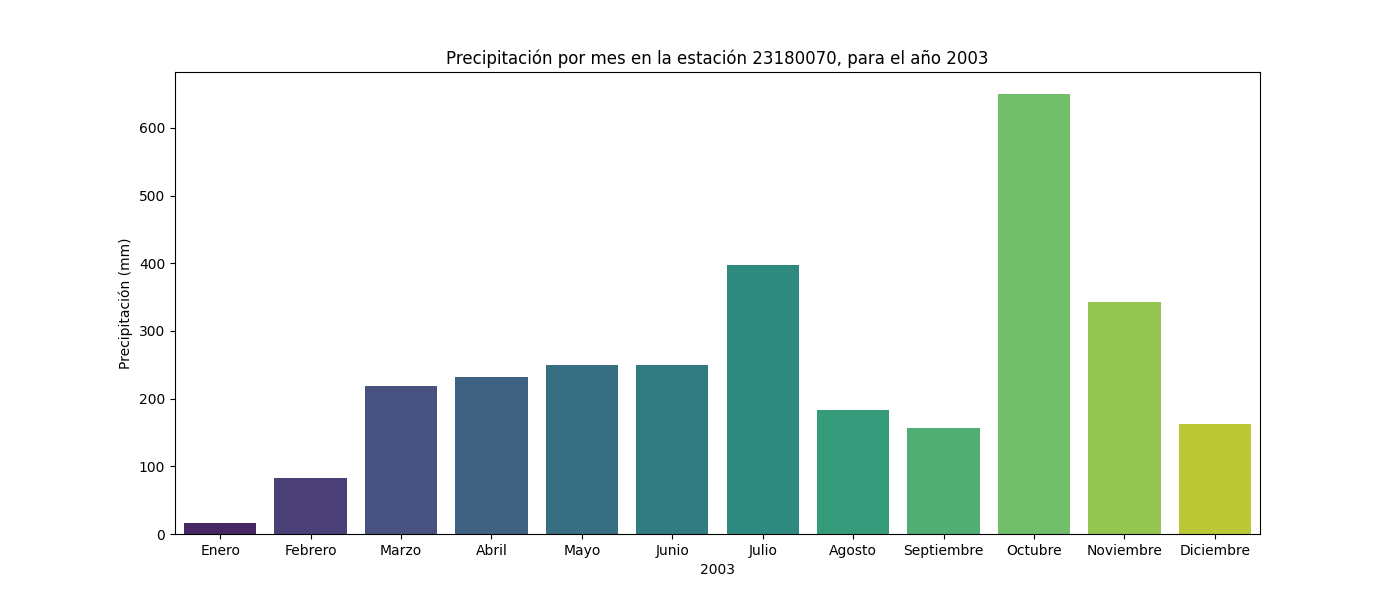 Precipitación por mes en la estación 23180070, para el año 2003
Precipitación (mm)
600
500
400
300
200
100
0
Enero Febrero Marzo Abril Mayo Junio Julio Agosto Septiembre Octubre Noviembre Diciembre
2003